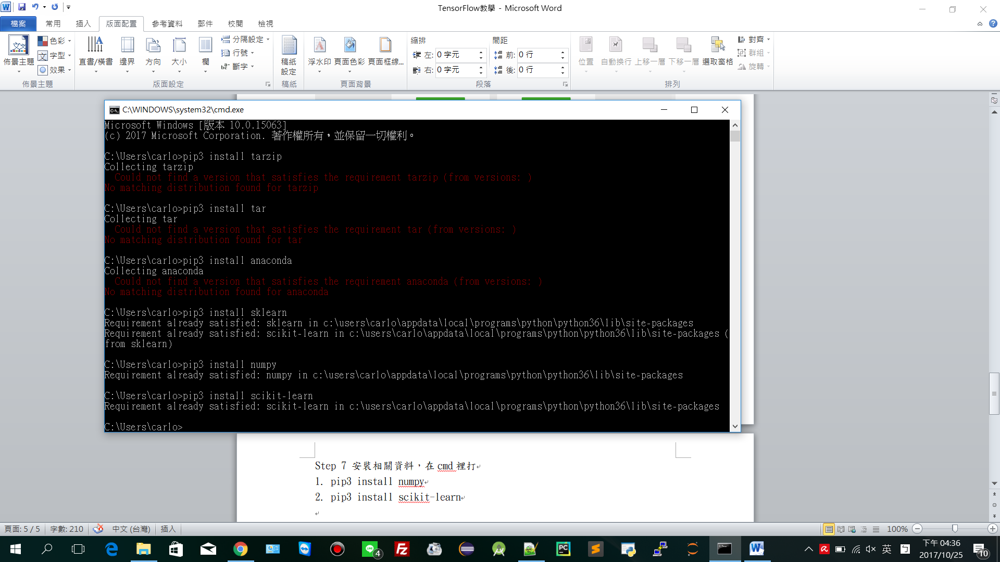 TensorFlow教學 - Microsoft Word
檔案 常用 插入 版面配置 參考資料 郵件 校閱 檢視
佈景主題 色彩 字型 效果
直書/橫書 邊界 方向 大小 欄 分隔設定 行號 斷字
稿紙設定 浮水印 頁面色彩 頁面框線...
縮排 間距
左: 0 字元 前: 0 行
右: 0 字元 後: 0 行
位置 自動換行 上移一層 下移一層 選取窗格 對齊 群組 旋轉
佈景主題 版面設定 稿紙 頁面背景 段落 排列
C:\WINDOWS\system32\cmd.exe
Microsoft Windows [版本 10.0.15063]
(c) 2017 Microsoft Corporation. 著作權所有，並保留一切權利。
C:\Users\carlo>pip3 install tarzip
Collecting tarzip
Could not find a version that satisfies the requirement tarzip (from versions: )
No matching distribution found for tarzip
C:\Users\carlo>pip3 install tar
Collecting tar
Could not find a version that satisfies the requirement tar (from versions: )
No matching distribution found for tar
C:\Users\carlo>pip3 install anaconda
Collecting anaconda
Could not find a version that satisfies the requirement anaconda (from versions: )
No matching distribution found for anaconda
C:\Users\carlo>pip3 install sklearn
Requirement already satisfied: sklearn in c:\users\carlo\appdata\local\programs\python\python36\lib\site-packages
Requirement already satisfied: scikit-learn in c:\users\carlo\appdata\local\programs\python\python36\lib\site-packages (
from sklearn)
C:\Users\carlo>pip3 install numpy
Requirement already satisfied: numpy in c:\users\carlo\appdata\local\programs\python\python36\lib\site-packages
C:\Users\carlo>pip3 install scikit-learn
Requirement already satisfied: scikit-learn in c:\users\carlo\appdata\local\programs\python\python36\lib\site-packages
C:\Users\carlo>
Step 7 安裝相關資料，在 cmd 裡打
1. pip3 install numpy
2. pip3 install scikit-learn
頁面: 5 / 5 字數: 210 中文 (台灣) 插入 100%
4 英 下午 04:36
2017/10/25 10